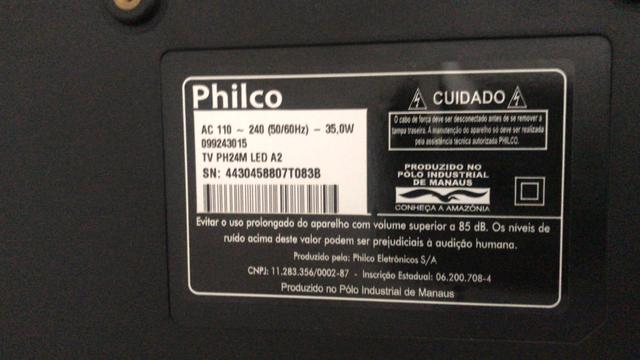 Philco
AC 110 ~ 240 (50/60Hz) - 35,0W
099243015
TV PH24M LED A2
SN: 4430458807T083B
CUIDADO
O cabo de força deve ser desconectado antes de se remover a
tampa traseira. A manutenção do aparelho só deve ser realizada
pela assistência técnica autorizada PHILCO.
PRODUZIDO NO
PÓLO INDUSTRIAL
DE MANAUS
CONHEÇA A AMAZÔNIA
Evitar o uso prolongado do aparelho com volume superior a 85 dB. Os níveis de
ruído acima deste valor podem ser prejudiciais à audição humana.
Produzido pela: Philco Eletrônicos S/A
CNPJ: 11.283.356/0002-87 - Inscrição Estadual: 06.200.708-4
Produzido no Pólo Industrial de Manaus